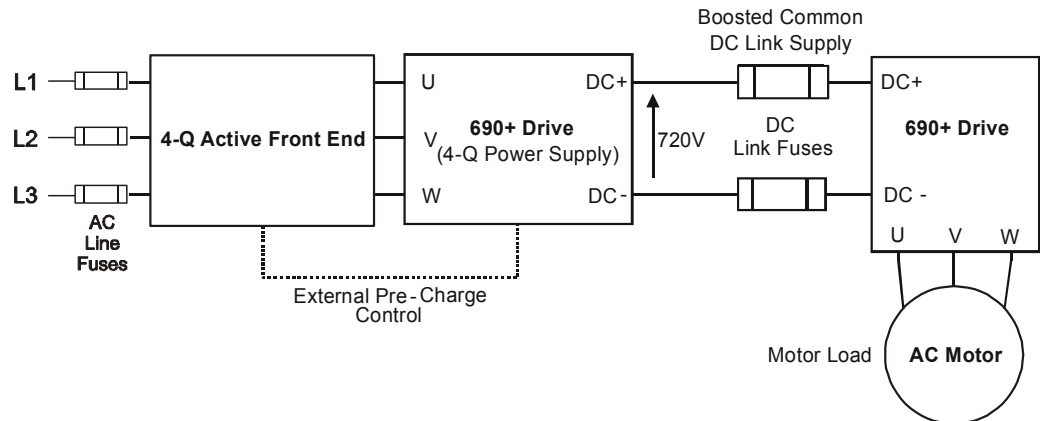 Boosted Common
DC Link Supply
L1
L2
L3
AC
Line
Fuses
4-Q Active Front End
U
V
W
690+ Drive
(4-Q Power Supply)
DC+
DC-
720V
DC
Link Fuses
DC+
DC -
690+ Drive
U V W
External Pre-Charge
Control
Motor Load
AC Motor